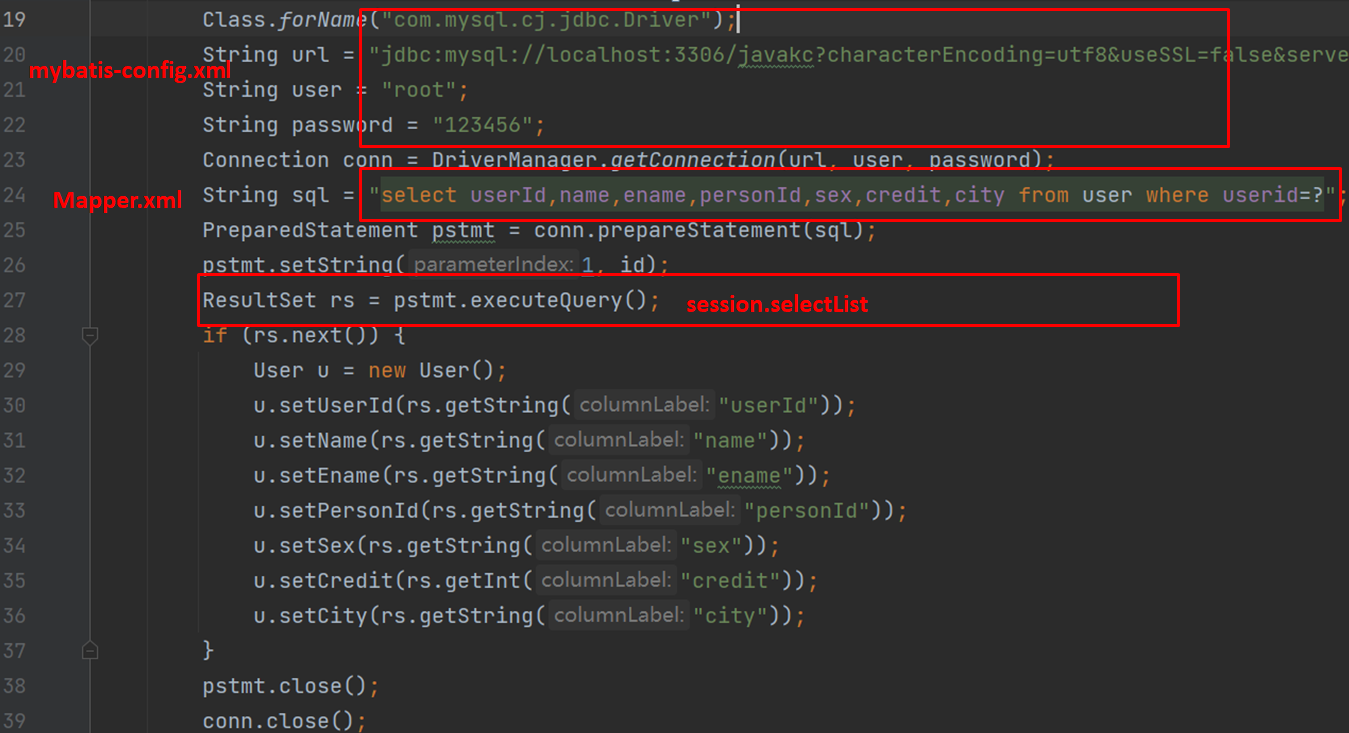 19 Class.forName("com.mysql.cj.jdbc.Driver");
20 String url = "jdbc:mysql://localhost:3306/javakc?characterEncoding=utf8&useSSL=false&serve
mybatis-config.xml
21 String user = "root";
22 String password = "123456";
23 Connection conn = DriverManager.getConnection(url, user, password);
24 String sql = "select userId,name,ename,personId,sex,credit,city from user where userid=?";
Mapper.xml
25 PreparedStatement pstmt = conn.prepareStatement(sql);
26 pstmt.setString( parameterIndex: 1, id);
27 ResultSet rs = pstmt.executeQuery(); session.selectList
28 if (rs.next()) {
29 User u = new User();
30 u.setUserId(rs.getString( columnLabel: "userId"));
31 u.setName(rs.getString( columnLabel: "name"));
32 u.setEname(rs.getString( columnLabel: "ename"));
33 u.setPersonId(rs.getString( columnLabel: "personId"));
34 u.setSex(rs.getString( columnLabel: "sex"));
35 u.setCredit(rs.getInt( columnLabel: "credit"));
36 u.setCity(rs.getString( columnLabel: "city"));
37 }
38 pstmt.close();
39 conn.close();